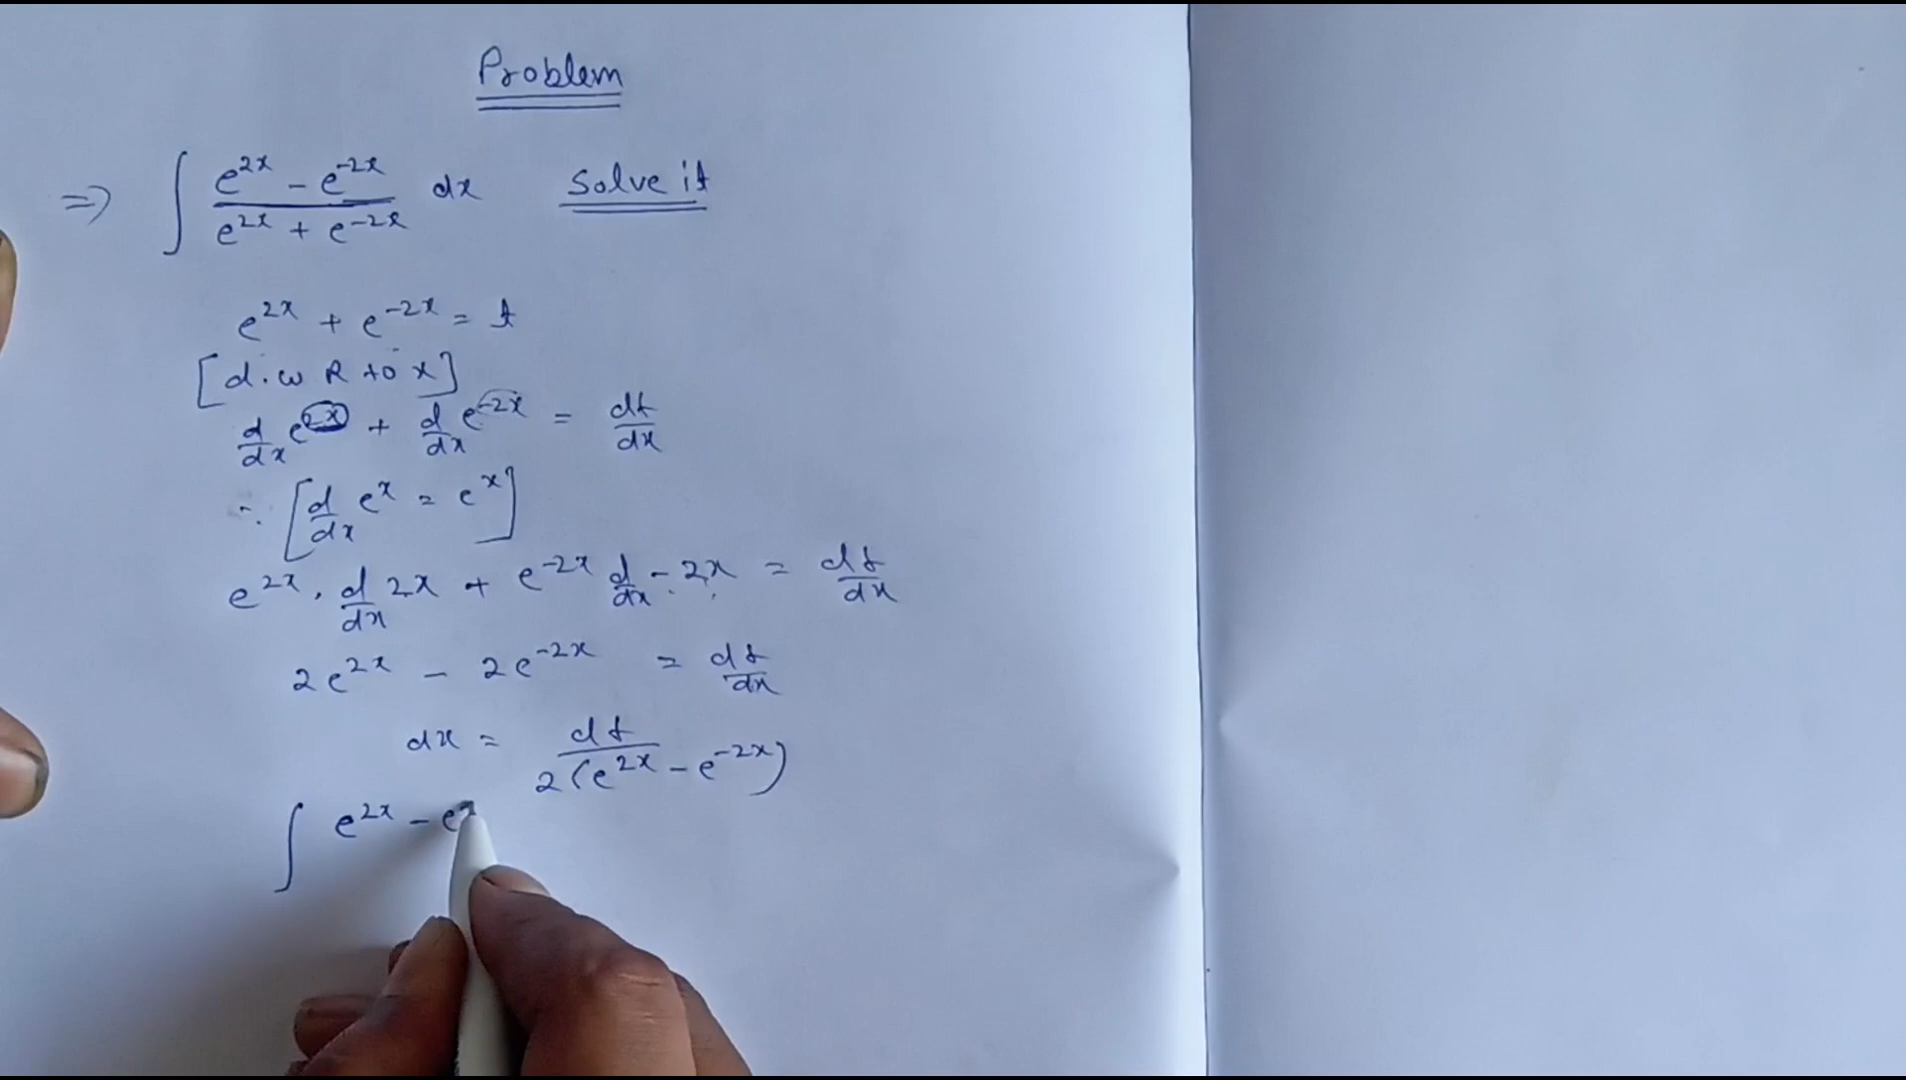 Problem
=> ∫ (e^{2x} - e^{-2x})/(e^{2x} + e^{-2x}) dx Solve it
e^{2x} + e^{-2x} = t
[d.w R to x]
d/dx e^{2x} + d/dx e^{-2x} = dt/dx
∴ [d/dx e^x = e^x]
e^{2x} . d/dx 2x + e^{-2x} d/dx - 2x = dt/dx
2e^{2x} - 2e^{-2x} = dt/dx
dx = dt/2(e^{2x} - e^{-2x})
∫ e^{2x} - e